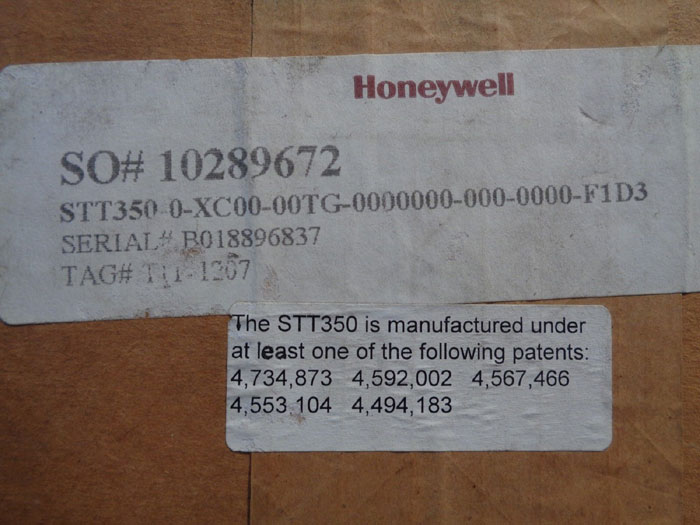 Honeywell
SO# 10289672
STT350-0-XC00-00TG-0000000-000-0000-F1D3
SERIAL# B018896837
TAG# TIT-1207
The STT350 is manufactured under
at least one of the following patents:
4,734,873 4,592,002 4,567,466
4,553,104 4,494,183